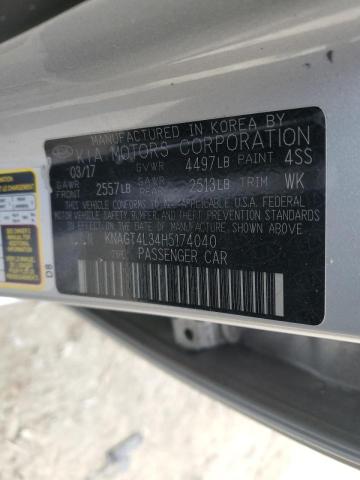 MANUFACTURED IN KOREA BY
KIA MOTORS CORPORATION
03/17 GVWR 4497LB PAINT 4SS
GAWR FRONT 2557LB GAWR 2513LB TRIM WK
THIS VEHICLE CONFORMS TO ALL APPLICABLE U.S.A. FEDERAL
MOTOR VEHICLE SAFETY, BUMPER, AND THEFT PREVENTION
STANDARDS IN EFFECT ON THE
DATE OF MANUFACTURE SHOWN ABOVE.
KNAGT4L34H5174040
TYPE: PASSENGER CAR
D8